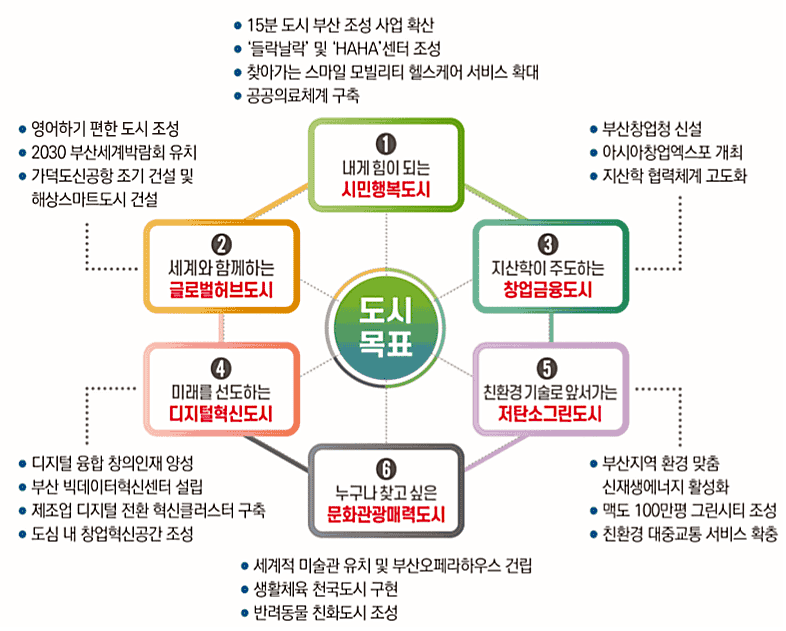 • 15분 도시 부산 조성 사업 확산
• '들락날락' 및 'HAHA'센터 조성
• 찾아가는 스마일 모빌리티 헬스케어 서비스 확대
• 공공의료체계 구축
1
내게 힘이 되는
시민행복도시
• 영어하기 편한 도시 조성
• 2030 부산세계박람회 유치
• 가덕도신공항 조기 건설 및
해상스마트도시 건설
2
세계와 함께하는
글로벌허브도시
• 부산창업청 신설
• 아시아창업엑스포 개최
• 지산학 협력체계 고도화
3
지산학이 주도하는
창업금융도시
도시
목표
4
미래를 선도하는
디지털혁신도시
• 디지털 융합 창의인재 양성
• 부산 빅데이터혁신센터 설립
• 제조업 디지털 전환 혁신클러스터 구축
• 도심 내 창업혁신공간 조성
5
친환경 기술로 앞서가는
저탄소그린도시
• 부산지역 환경 맞춤
신재생에너지 활성화
• 맥도 100만평 그린시티 조성
• 친환경 대중교통 서비스 확충
6
누구나 찾고 싶은
문화관광매력도시
• 세계적 미술관 유치 및 부산오페라하우스 건립
• 생활체육 천국도시 구현
• 반려동물 친화도시 조성